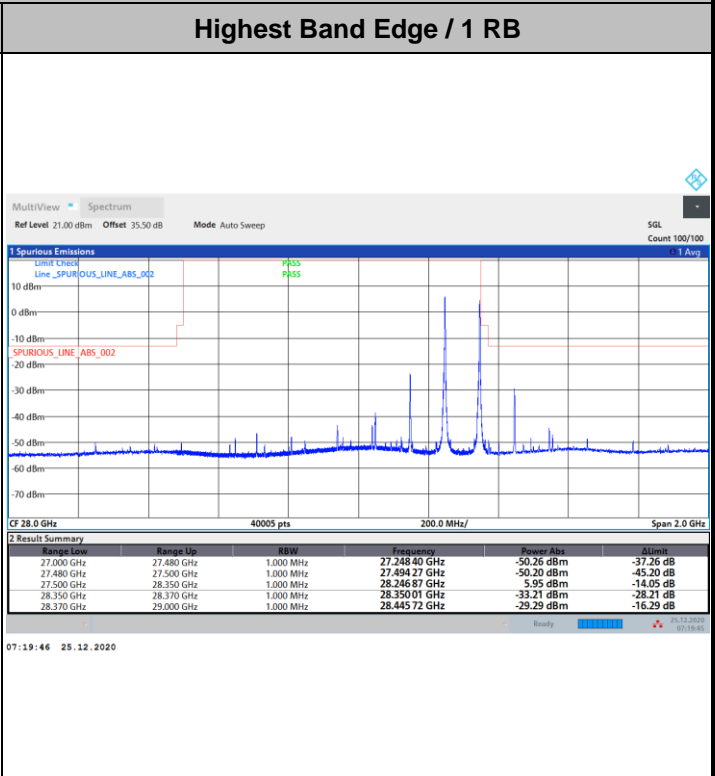 Highest Band Edge / 1 RB
MultiView Spectrum
Ref Level 21.00 dBm Offset 35.50 dB Mode Auto Sweep SGL
Count 100/100
1 Spurious Emissions 1 Avg
Limit Check PASS
Line _SPURIOUS_LINE_ABS_002 PASS
10 dBm
0 dBm
-10 dBm
_SPURIOUS_LINE_ABS_002
-20 dBm
-30 dBm
-40 dBm
-50 dBm
-60 dBm
-70 dBm
CF 28.0 GHz 40005 pts 200.0 MHz/ Span 2.0 GHz
2 Result Summary
Range Low Range Up RBW Frequency Power Abs ΔLimit
27.000 GHz 27.480 GHz 1.000 MHz 27.248 40 GHz -50.26 dBm -37.26 dB
27.480 GHz 27.500 GHz 1.000 MHz 27.494 27 GHz -50.20 dBm -45.20 dB
27.500 GHz 28.350 GHz 1.000 MHz 28.246 87 GHz 5.95 dBm -14.05 dB
28.350 GHz 28.370 GHz 1.000 MHz 28.350 01 GHz -33.21 dBm -28.21 dB
28.370 GHz 29.000 GHz 1.000 MHz 28.445 72 GHz -29.29 dBm -16.29 dB
Ready 25.12.2020
07:19:45
07:19:46 25.12.2020